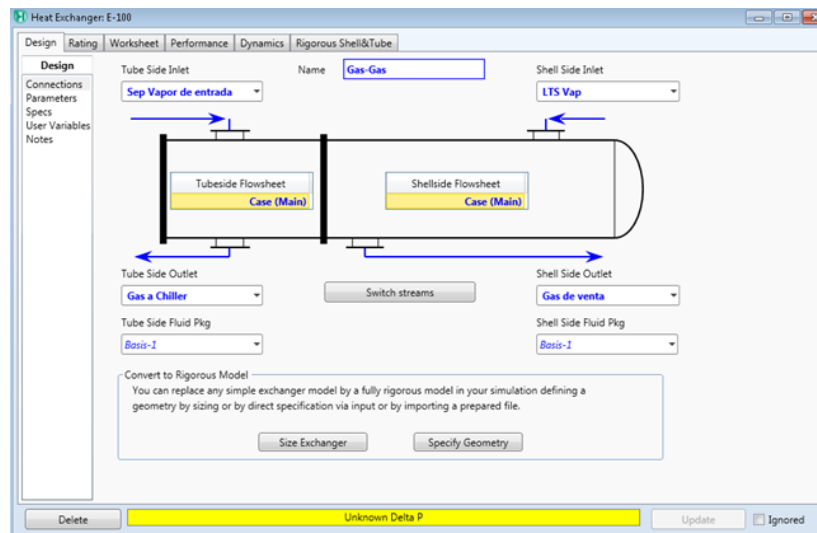 Heat Exchanger: E-100
Design Rating Worksheet Performance Dynamics Rigorous Shell&Tube
Design
Connections
Parameters
Specs
User Variables
Notes
Tube Side Inlet
Name
Gas-Gas
Shell Side Inlet
Sep Vapor de entrada
LTS Vap
Tubeside Flowsheet
Case (Main)
Shellside Flowsheet
Case (Main)
Tube Side Outlet
Shell Side Outlet
Gas a Chiller
Switch streams
Gas de venta
Tube Side Fluid Pkg
Shell Side Fluid Pkg
Basis-1
Basis-1
Convert to Rigorous Model
You can replace any simple exchanger model by a fully rigorous model in your simulation defining a
geometry by sizing or by direct specification via input or by importing a prepared file.
Size Exchanger
Specify Geometry
Delete
Unknown Delta P
Update
Ignored